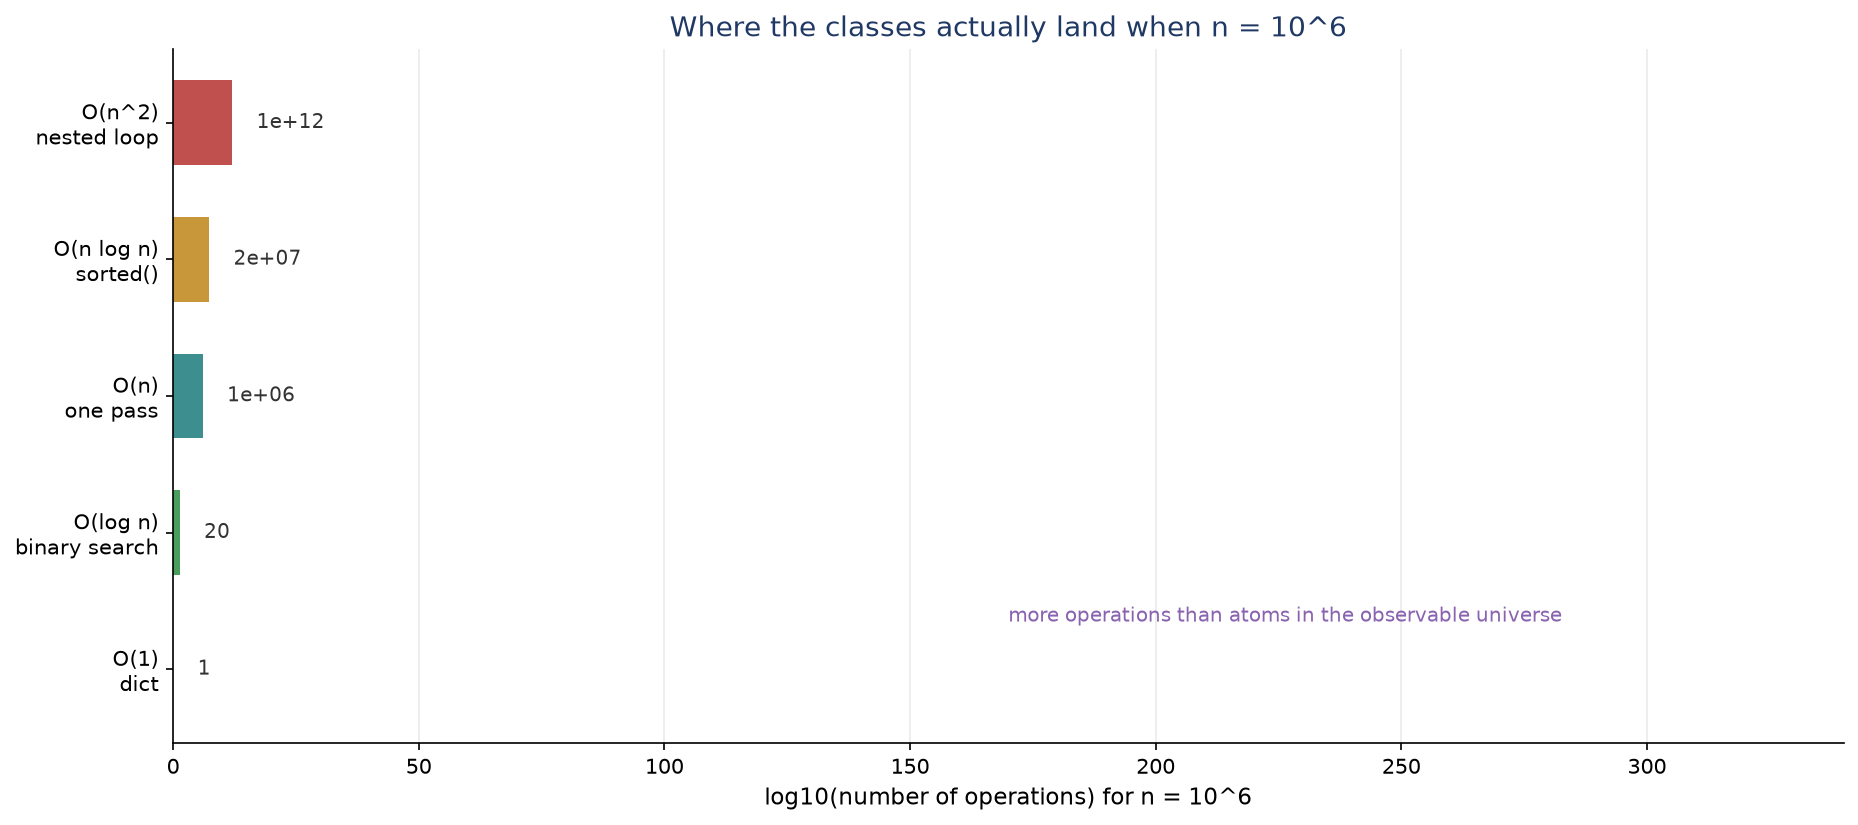 Where the classes actually land when n = 10^6
O(n^2)
nested loop
1e+12
O(n log n)
sorted()
2e+07
O(n)
one pass
1e+06
O(log n)
binary search
20
more operations than atoms in the observable universe
O(1)
dict
1
0 50 100 150 200 250 300
log10(number of operations) for n = 10^6